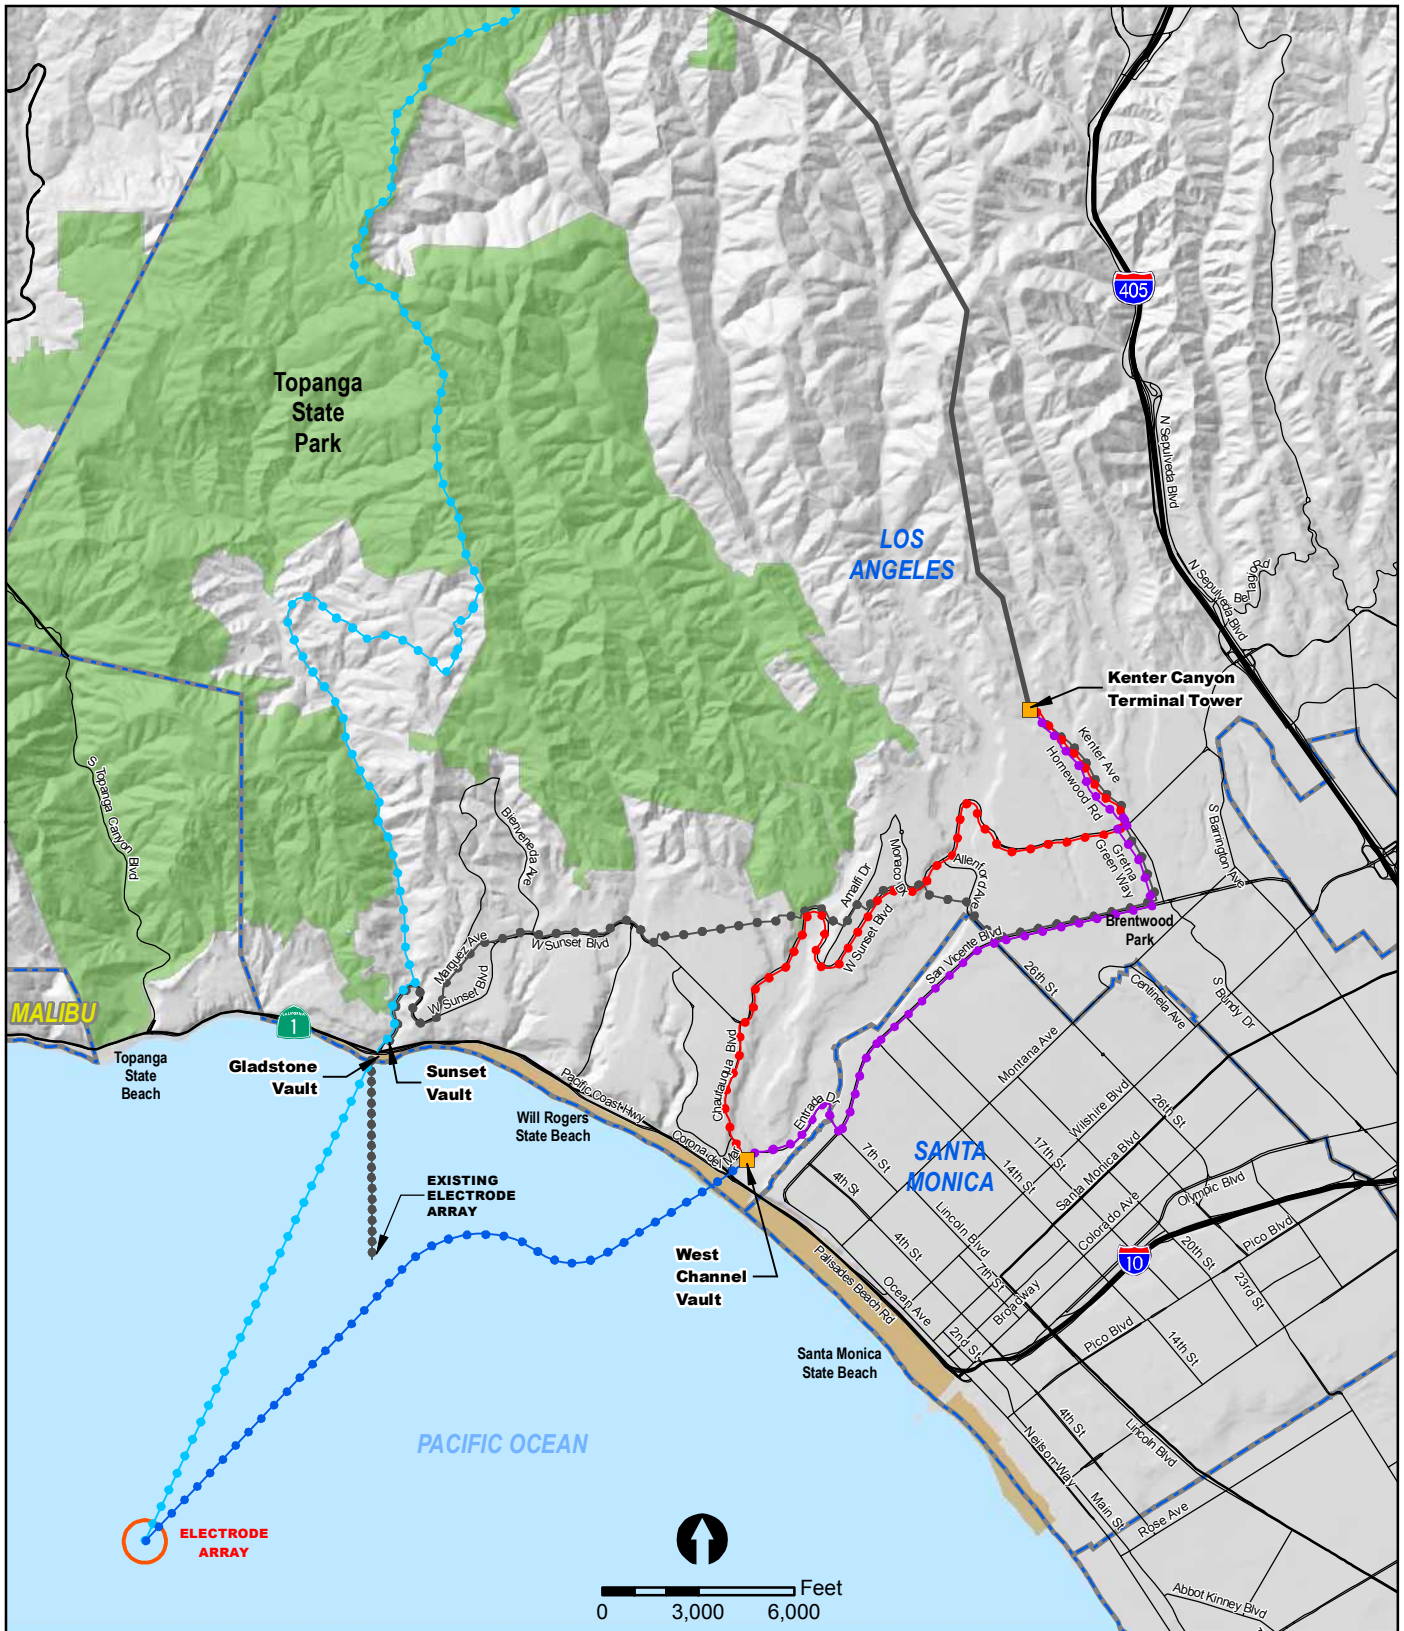 405
Topanga
State
Park
N Sepulveda Blvd
LOS
ANGELES
N Sepulveda Blvd
Bel
lagio
Rd
Kenter Canyon
Terminal Tower
Kenter Ave
Homewood Rd
S Topanga Canyon Blvd
Bienveneda Ave
S Barrington Ave
Amalfi Dr
Monaco Dr
Allenford Ave
Gretna
Green Way
Marquez Ave
W Sunset Blvd
W Sunset Blvd
W Sunset Blvd
San Vicente Blvd
Brentwood
Park
26th St
Centinela Ave
S Bundy Dr
MALIBU
CALIFORNIA
1
Topanga
State
Beach
Gladstone
Vault
Sunset
Vault
Will Rogers
State Beach
Pacific Coast Hwy
Corona del
Mar
Chautauqua Blvd
Entrada Dr
Montana Ave
Wilshire Blvd
26th St
SANTA
MONICA
7th St
4th St
17th St
14th St
Santa Monica Blvd
Lincoln Blvd
Colorado Ave
Olympic Blvd
EXISTING
ELECTRODE
ARRAY
4th St
7th St
20th St
Pico Blvd
10
23rd St
West
Channel
Vault
Palisades Beach Rd
Ocean Ave
Broadway
2nd St
Pico Blvd
14th St
Santa Monica
State Beach
PACIFIC OCEAN
4th St
Lincoln Blvd
Neilson Way
Main St
Rose Ave
ELECTRODE
ARRAY
Feet
0 3,000 6,000
Abbot Kinney Blvd